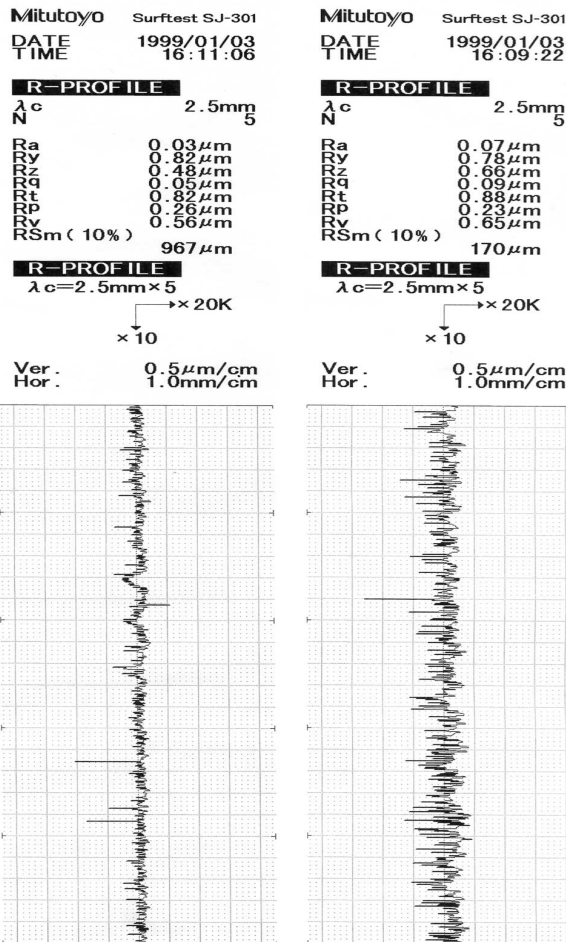 Mitutoyo Surftest SJ-301
DATE 1999/01/03
TIME 16:11:06
R-PROFILE
λc 2.5mm
N 5
Ra 0.03μm
Ry 0.82μm
Rz 0.48μm
Rq 0.05μm
Rt 0.82μm
Rp 0.26μm
Rv 0.56μm
RSm(10%)
967μm
R-PROFILE
λc=2.5mm×5
×20K
×10
Ver. 0.5μm/cm
Hor. 1.0mm/cm
Mitutoyo Surftest SJ-301
DATE 1999/01/03
TIME 16:09:22
R-PROFILE
λc 2.5mm
N 5
Ra 0.07μm
Ry 0.78μm
Rz 0.66μm
Rq 0.09μm
Rt 0.88μm
Rp 0.23μm
Rv 0.65μm
RSm(10%)
170μm
R-PROFILE
λc=2.5mm×5
×20K
×10
Ver. 0.5μm/cm
Hor. 1.0mm/cm